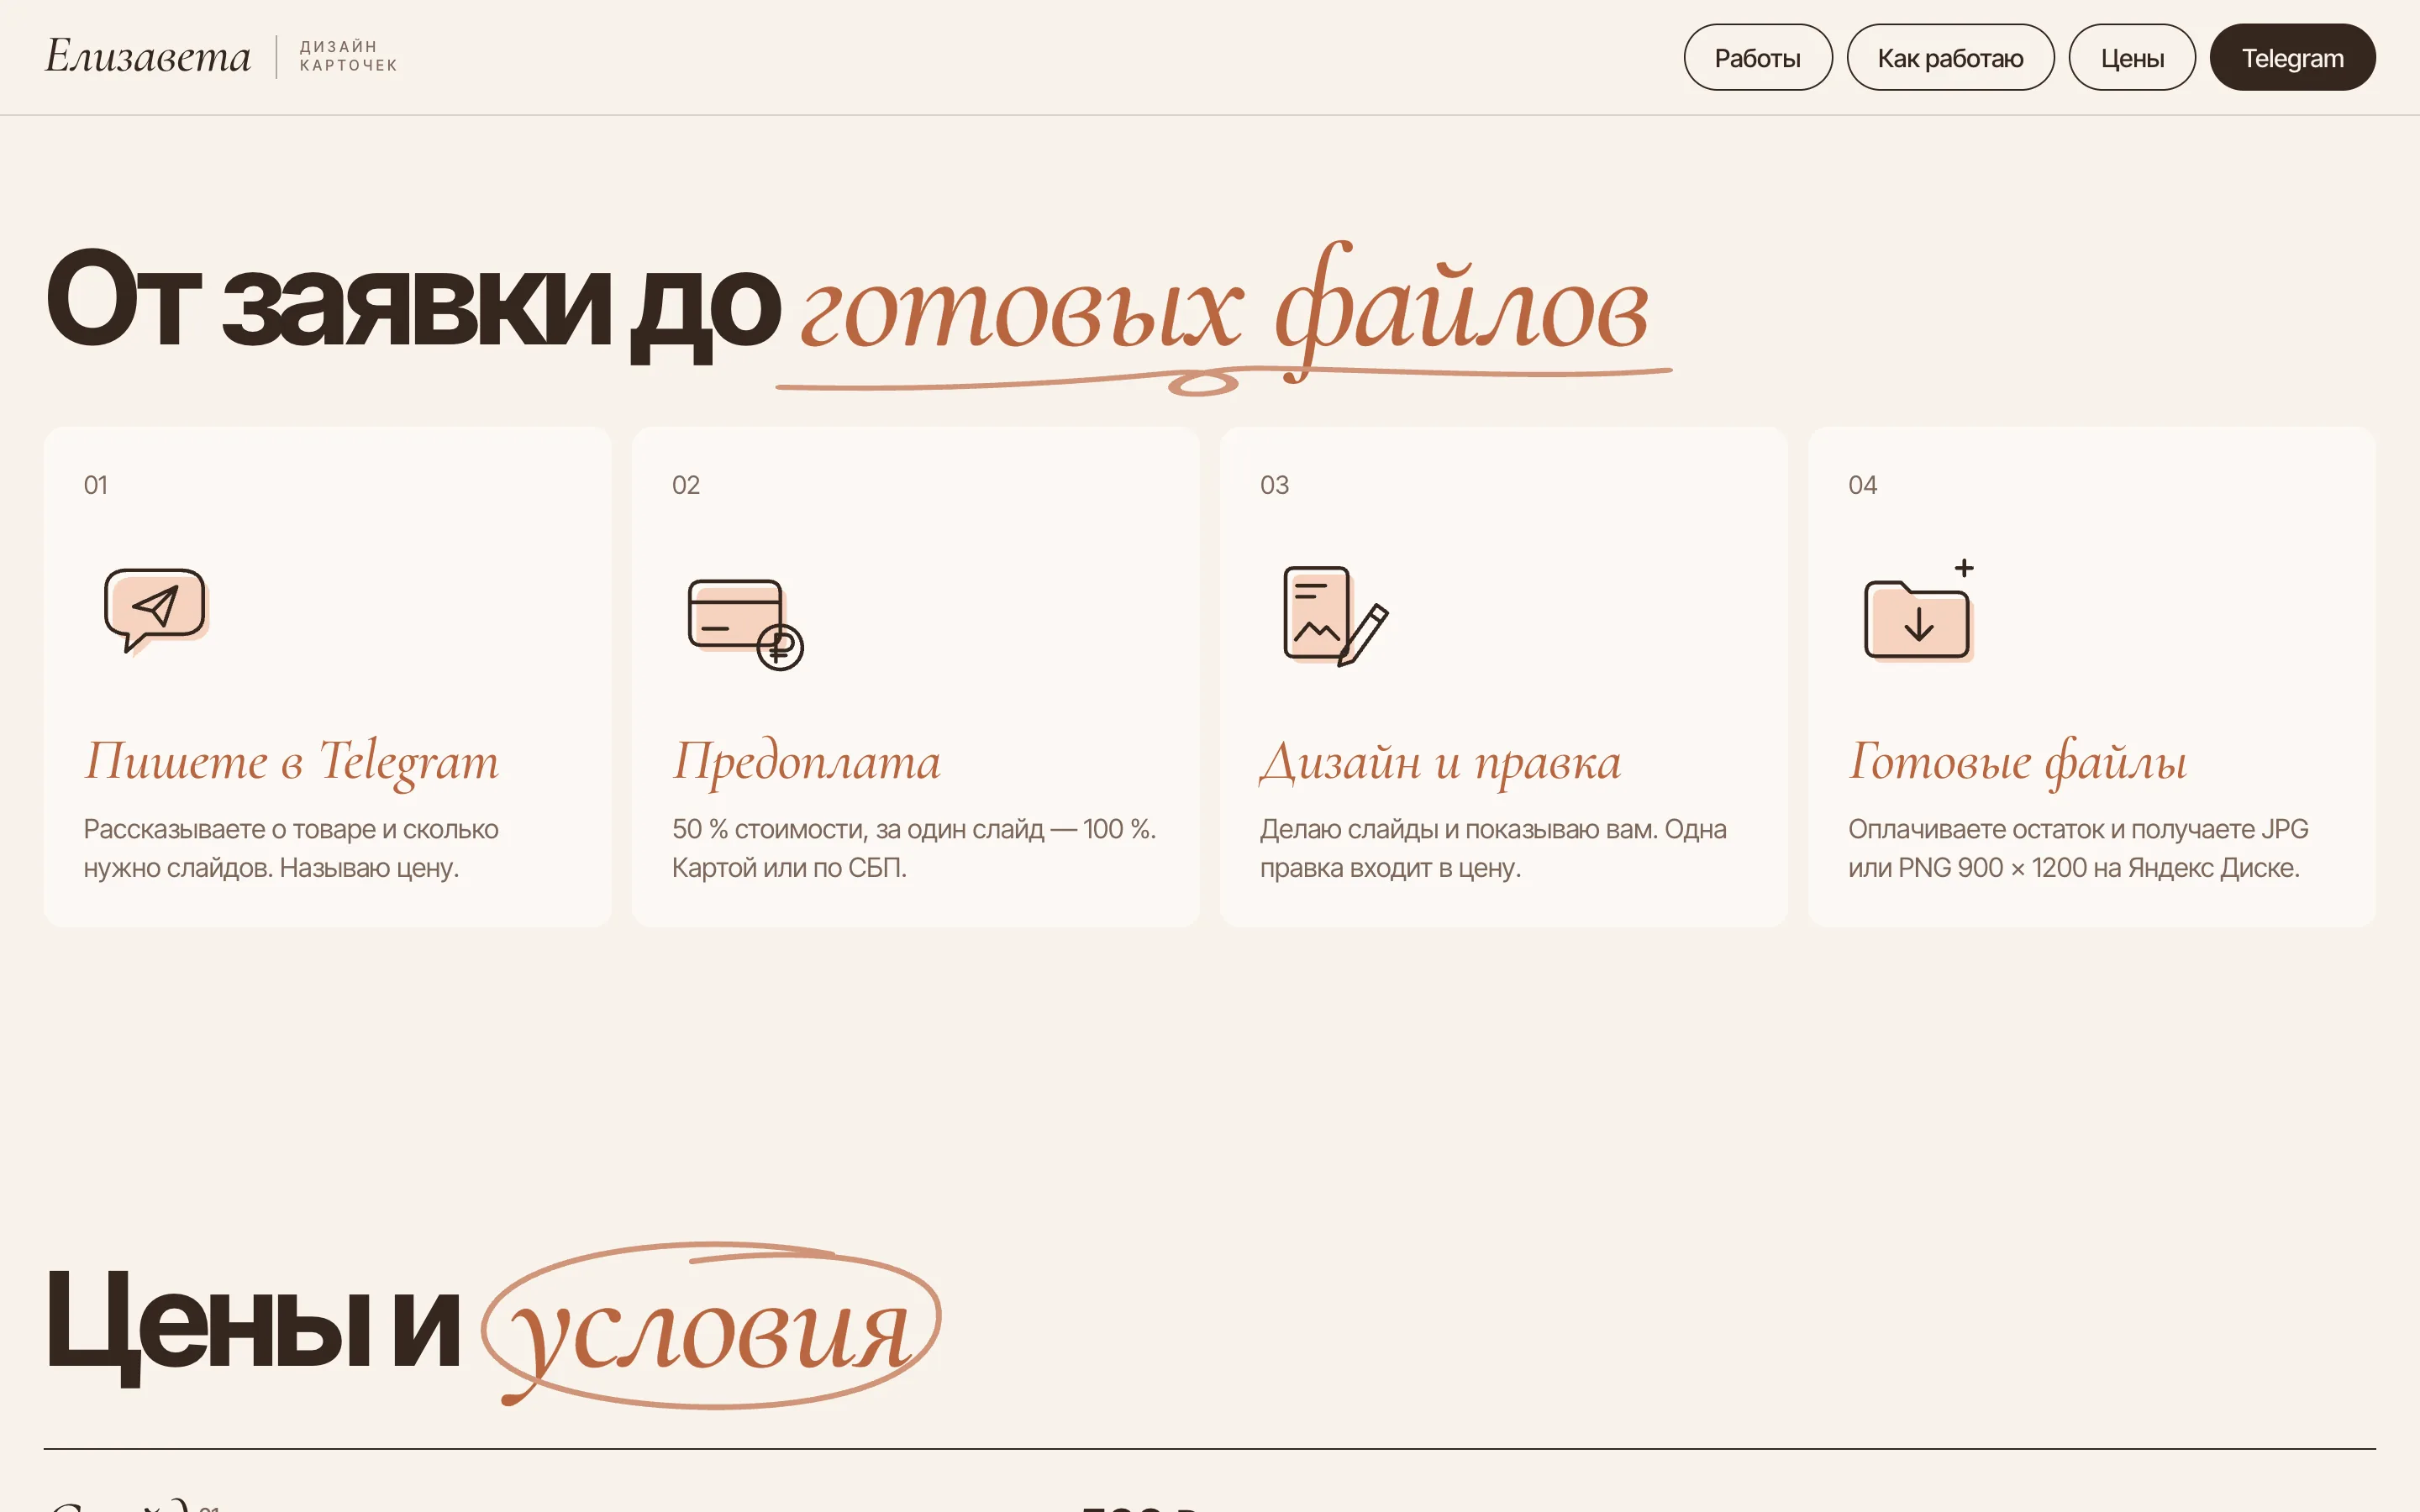 Елизавета
ДИЗАЙН
КАРТОЧЕК
Работы
Как работаю
Цены
Telegram
От заявки до готовых файлов
01
Пишете в Telegram
Рассказываете о товаре и сколько
нужно слайдов. Называю цену.
02
Предоплата
50 % стоимости, за один слайд — 100 %.
Картой или по СБП.
03
Дизайн и правка
Делаю слайды и показываю вам. Одна
правка входит в цену.
04
Готовые файлы
Оплачиваете остаток и получаете JPG
или PNG 900 × 1200 на Яндекс Диске.
Цены и условия